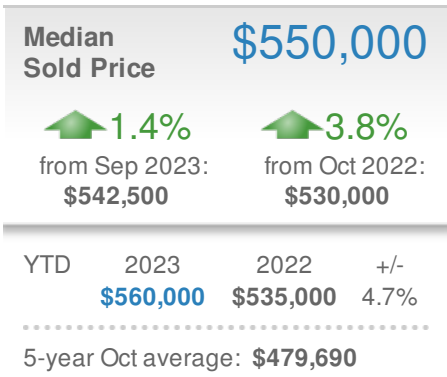 Median
Sold Price
$550,000
1.4%
from Sep 2023:
$542,500
3.8%
from Oct 2022:
$530,000
YTD 2023 2022 +/-
$560,000 $535,000 4.7%
5-year Oct average: $479,690